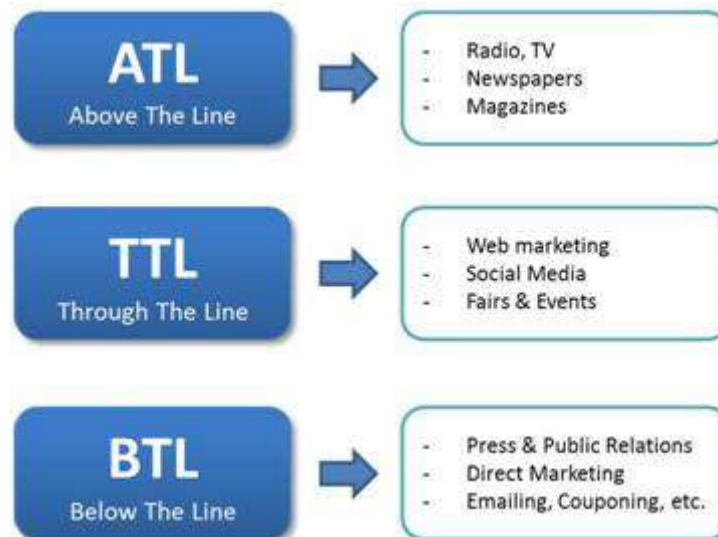 ATL
Above The Line
- Radio, TV
- Newspapers
- Magazines
TTL
Through The Line
- Web marketing
- Social Media
- Fairs & Events
BTL
Below The Line
- Press & Public Relations
- Direct Marketing
- Emailing, Couponing, etc.